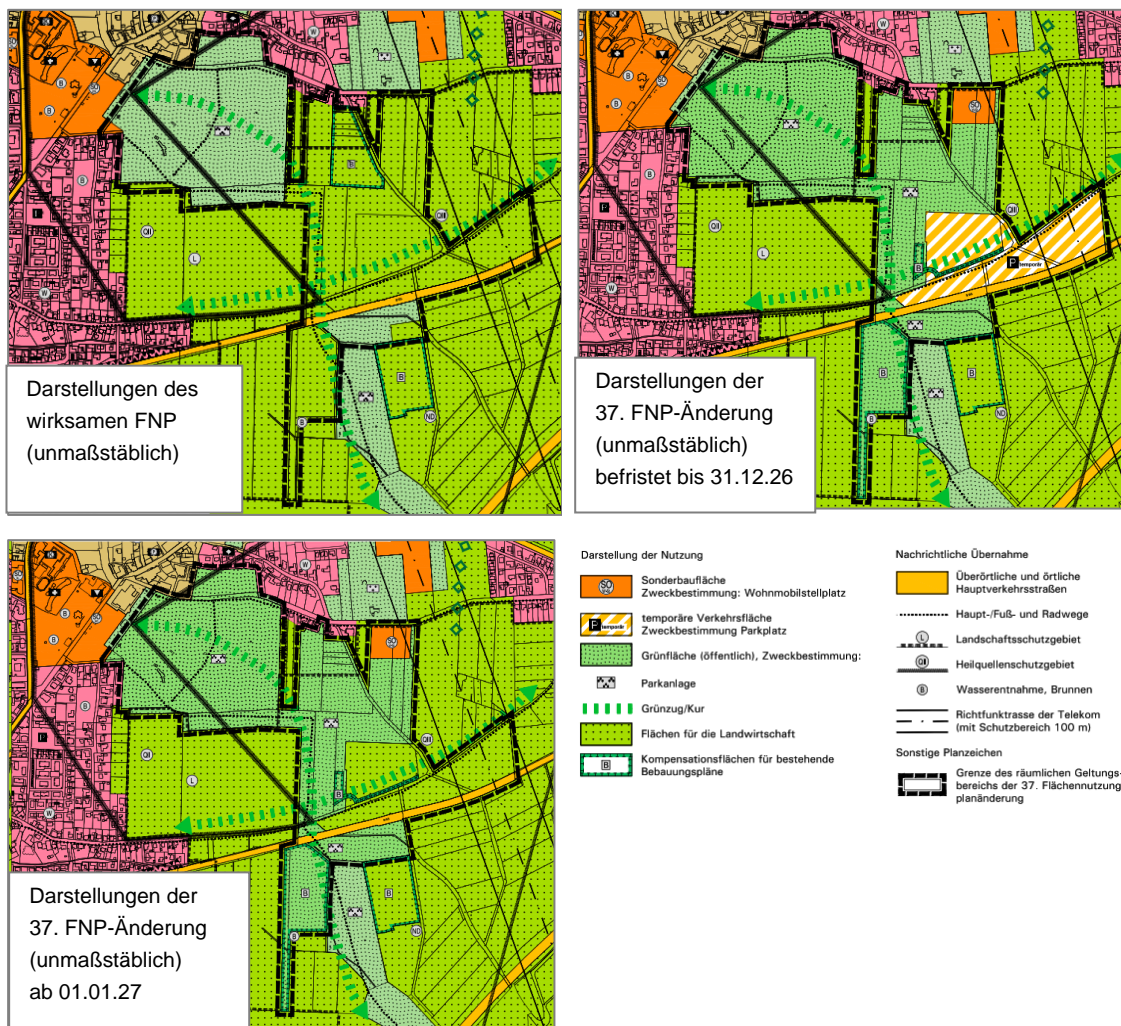 Darstellungen des
wirksamen FNP
(unmaßstäblich)
Darstellungen der
37. FNP-Änderung
(unmaßstäblich)
befristet bis 31.12.26
Darstellungen der
37. FNP-Änderung
(unmaßstäblich)
ab 01.01.27
Darstellung der Nutzung
SO
Sonderbaufläche
Zweckbestimmung: Wohnmobilstellplatz
P temporär
temporäre Verkehrsfläche
Zweckbestimmung Parkplatz
Grünfläche (öffentlich), Zweckbestimmung:
Parkanlage
Grünzug/Kur
Flächen für die Landwirtschaft
B
Kompensationsflächen für bestehende
Bebauungspläne
Nachrichtliche Übernahme
Überörtliche und örtliche
Hauptverkehrsstraßen
Haupt-/Fuß- und Radwege
L
Landschaftsschutzgebiet
QII
Heilquellenschutzgebiet
B
Wasserentnahme, Brunnen
Richtfunktrasse der Telekom
(mit Schutzbereich 100 m)
Sonstige Planzeichen
Grenze des räumlichen Geltungs-
bereichs der 37. Flächennutzung
planänderung